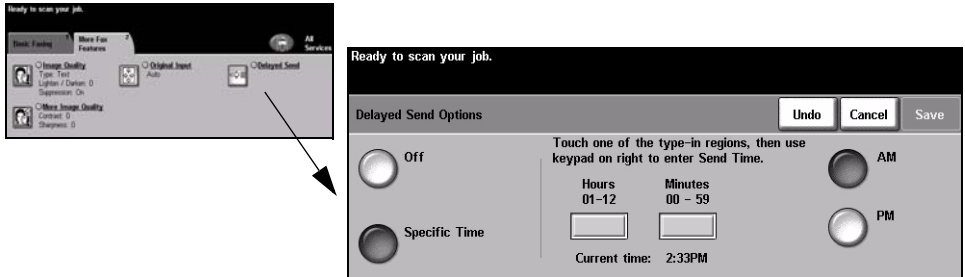 Ready to scan your job.
Basic Faxing
More Fax
Features
All
Services
Image Quality
Type: Text
Lighten / Darken: 0
Suppression: On
Original Input
Auto
Delayed Send
More Image Quality
Contrast: 0
Sharpness: 0
Ready to scan your job.
Delayed Send Options
Undo
Cancel
Save
Off
Specific Time
Touch one of the type-in regions, then use
keypad on right to enter Send Time.
Hours
01-12
Minutes
00 - 59
Current time: 2:33PM
AM
PM